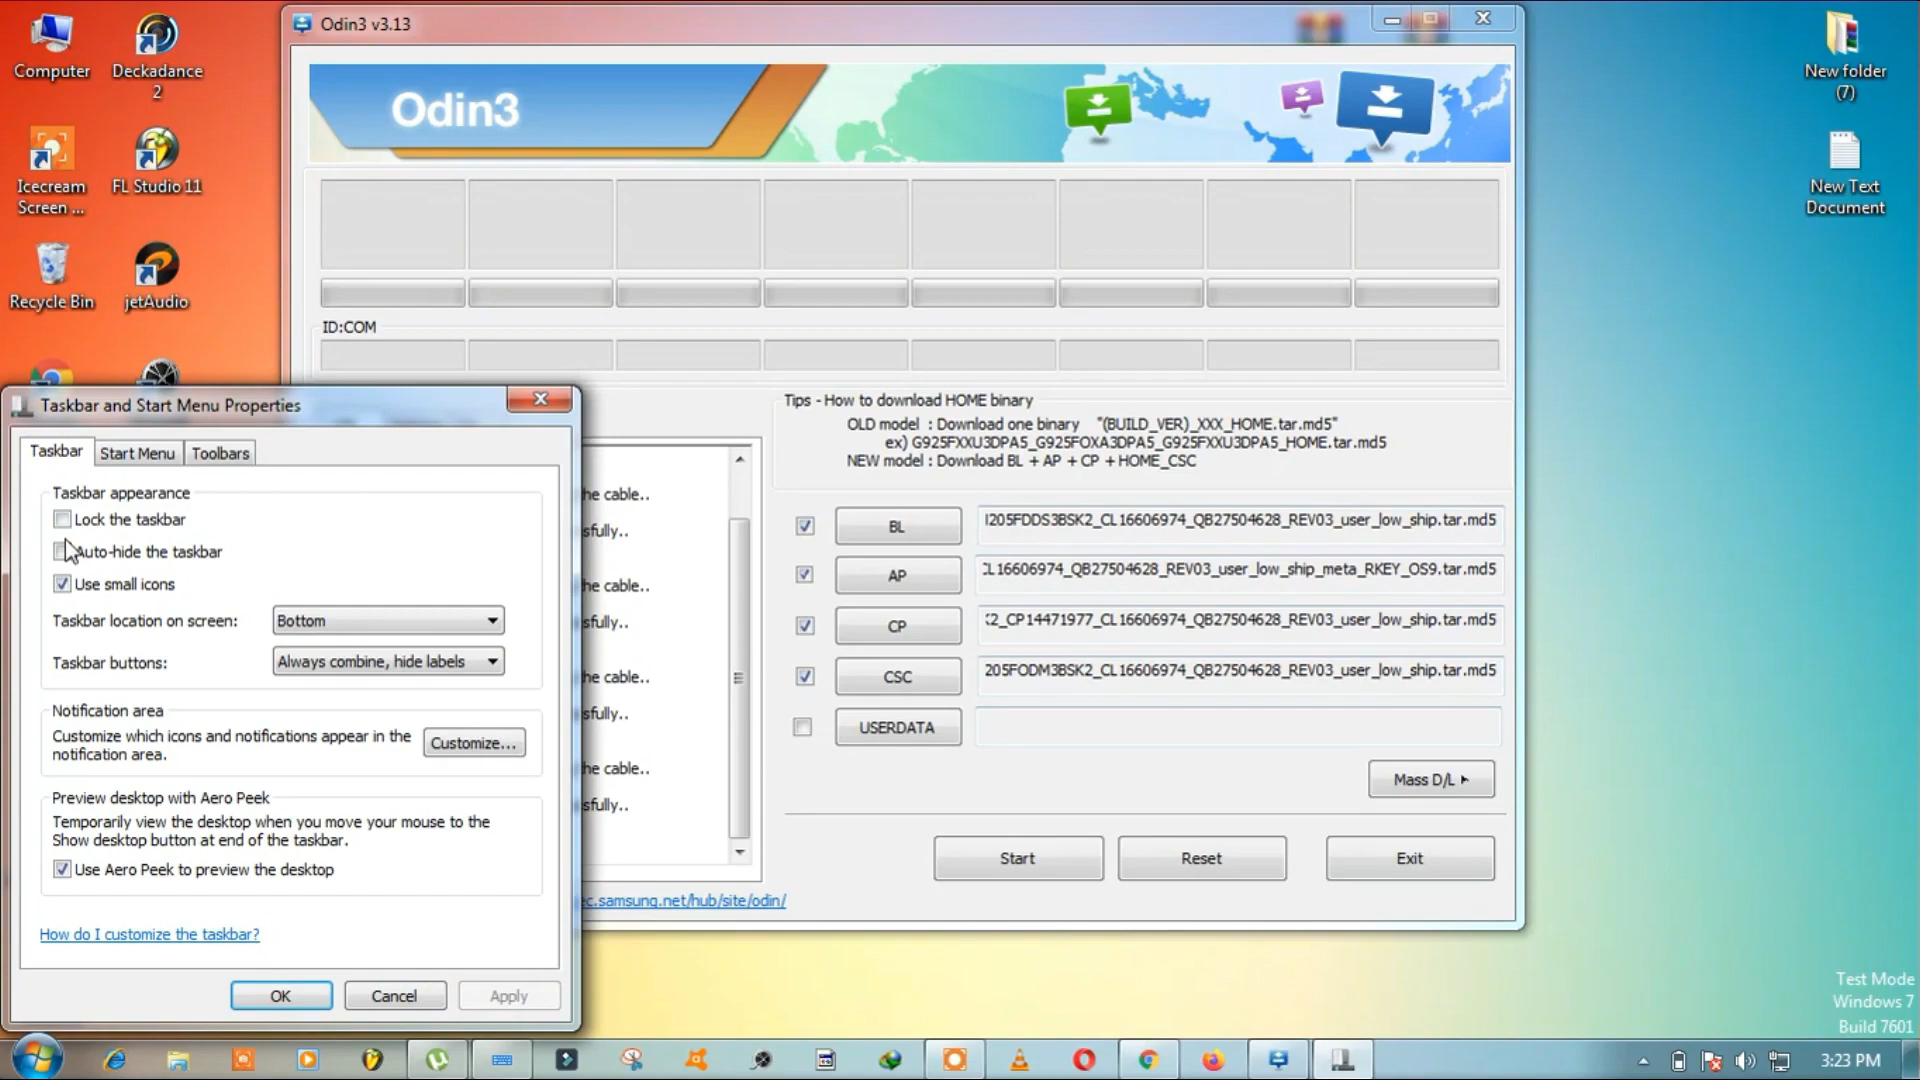 Computer
Deckadance
2
Icecream
Screen ...
FL Studio 11
Recycle Bin
jetAudio
Odin3 v3.13
Odin3
ID:COM
New folder
(7)
New Text
Document
Taskbar and Start Menu Properties
Taskbar
Start Menu
Toolbars
Taskbar appearance
Lock the taskbar
Auto-hide the taskbar
Use small icons
Taskbar location on screen:
Bottom
Taskbar buttons:
Always combine, hide labels
Notification area
Customize which icons and notifications appear in the
notification area.
Customize...
Preview desktop with Aero Peek
Temporarily view the desktop when you move your mouse to the
Show desktop button at end of the taskbar.
Use Aero Peek to preview the desktop
How do I customize the taskbar?
OK
Cancel
Apply
he cable..
sfully..
he cable..
sfully..
he cable..
sfully..
he cable..
sfully..
ec.samsung.net/hub/site/odin/
Tips - How to download HOME binary
OLD model : Download one binary "(BUILD_VER)_XXX_HOME.tar.md5"
ex) G925FXXU3DPA5_G925FOXA3DPA5_G925FXXU3DPA5_HOME.tar.md5
NEW model : Download BL + AP + CP + HOME_CSC
BL
205FDDS3BSK2_CL16606974_QB27504628_REV03_user_low_ship.tar.md5
AP
CL16606974_QB27504628_REV03_user_low_ship_meta_RKEY_OS9.tar.md5
CP
2_CP14471977_CL16606974_QB27504628_REV03_user_low_ship.tar.md5
CSC
205FODM3BSK2_CL16606974_QB27504628_REV03_user_low_ship.tar.md5
USERDATA
Mass D/L
Start
Reset
Exit
Test Mode
Windows 7
Build 7601
3:23 PM